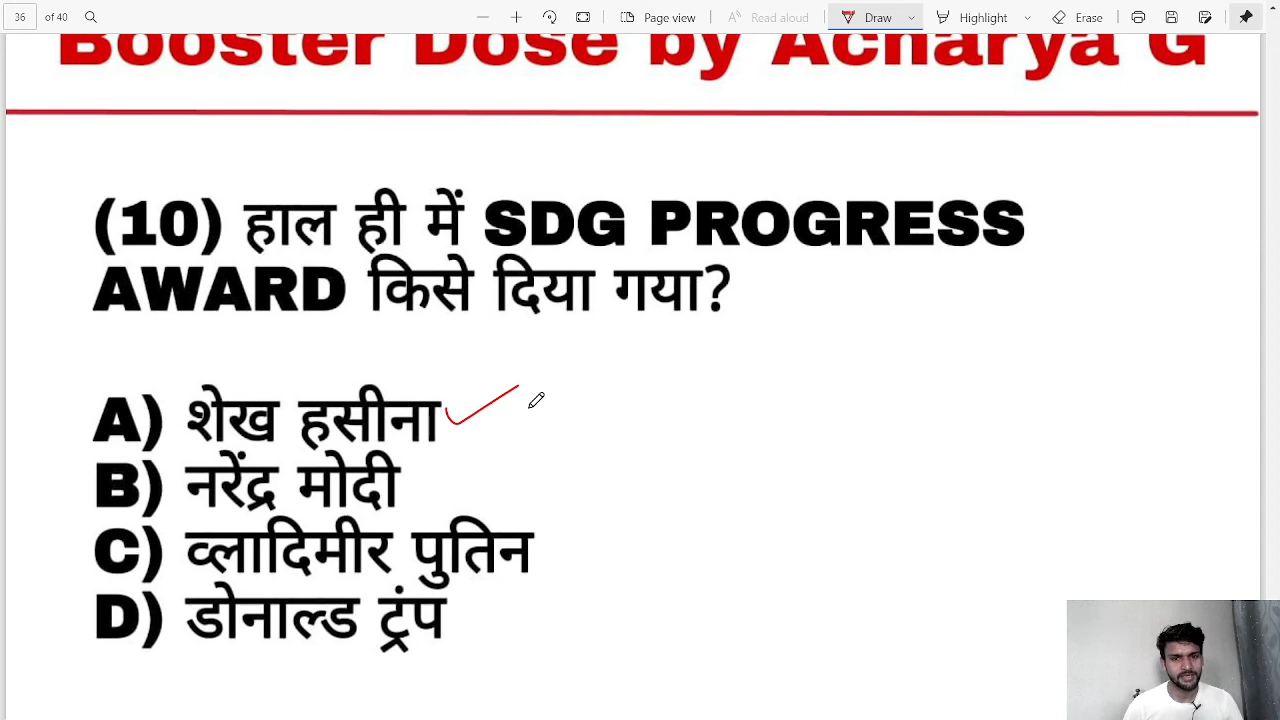 36 of 40 Page view Read aloud Draw Highlight Erase
Booster Dose by Acharya G
(10) हाल ही में SDG PROGRESS
AWARD किसे दिया गया?
A) शेख हसीना
B) नरेंद्र मोदी
C) व्लादिमीर पुतिन
D) डोनाल्ड ट्रंप